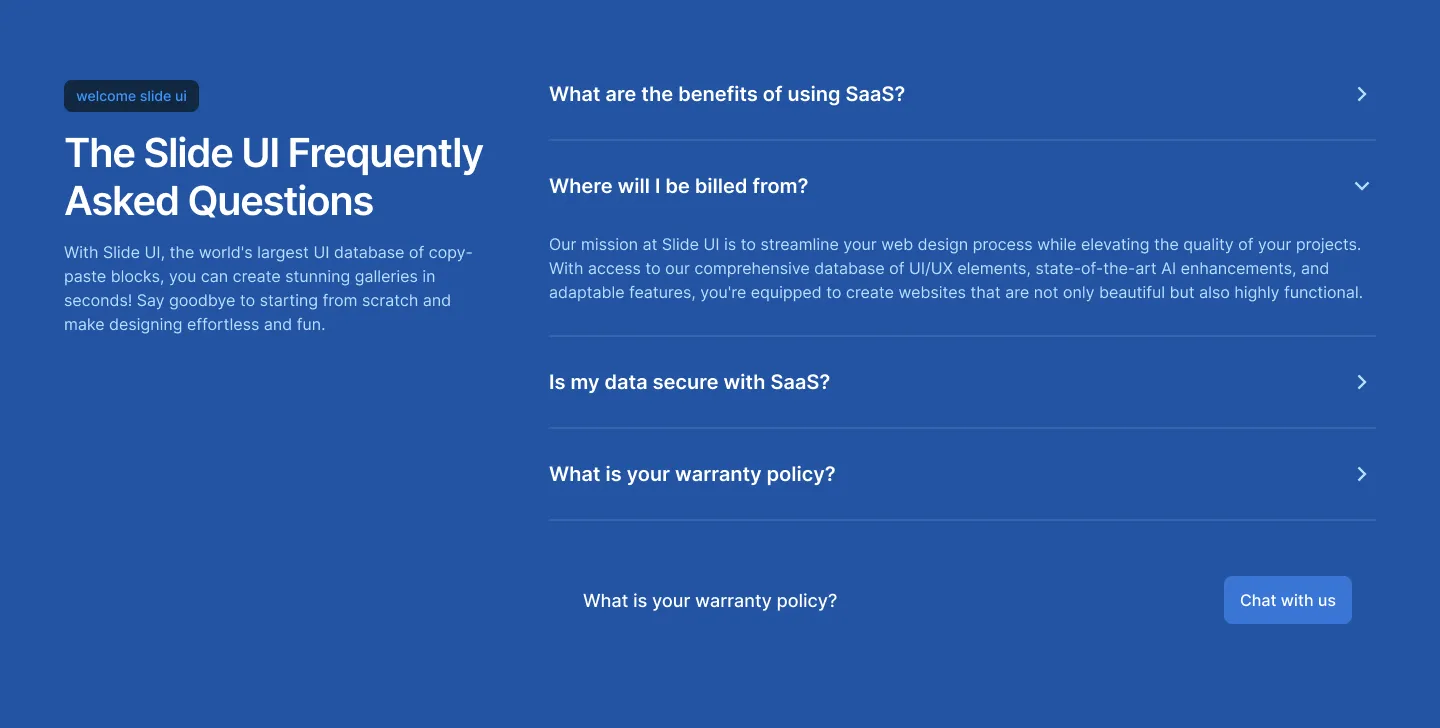 welcome slide ui
The Slide UI Frequently
Asked Questions
With Slide UI, the world's largest UI database of copy-
paste blocks, you can create stunning galleries in
seconds! Say goodbye to starting from scratch and
make designing effortless and fun.
What are the benefits of using SaaS?
Where will I be billed from?
Our mission at Slide UI is to streamline your web design process while elevating the quality of your projects.
With access to our comprehensive database of UI/UX elements, state-of-the-art AI enhancements, and
adaptable features, you're equipped to create websites that are not only beautiful but also highly functional.
Is my data secure with SaaS?
What is your warranty policy?
What is your warranty policy?
Chat with us